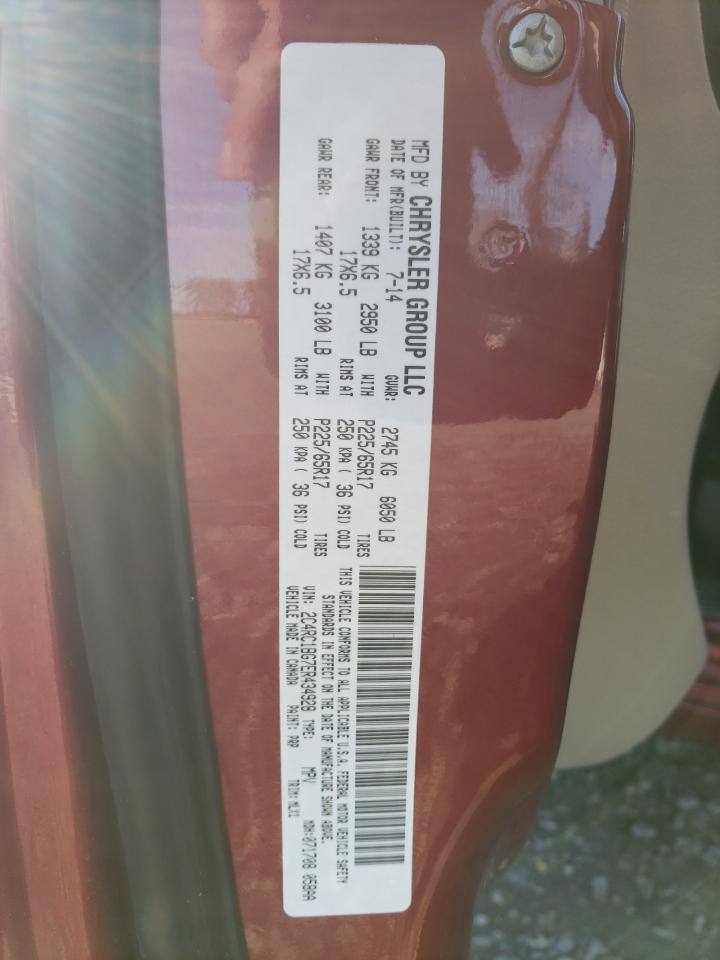 MFD BY CHRYSLER GROUP LLC
DATE OF MFR(BUILT): 7-14 GVWR: 2745 KG 6050 LB
GAWR FRONT: 1339 KG 2950 LB WITH P225/65R17 TIRES
17X6.5 RIMS AT 250 KPA ( 36 PSI) COLD
GAWR REAR: 1407 KG 3100 LB WITH P225/65R17 TIRES
17X6.5 RIMS AT 250 KPA ( 36 PSI) COLD
THIS VEHICLE CONFORMS TO ALL APPLICABLE U.S.A. FEDERAL MOTOR VEHICLE SAFETY
STANDARDS IN EFFECT ON THE DATE OF MANUFACTURE SHOWN ABOVE.
VIN: 2C4RC1BG7ER434928 TYPE: MPV MDH:071708 058AA
VEHICLE MADE IN CANADA PAINT: PRP TRIM:MLX1